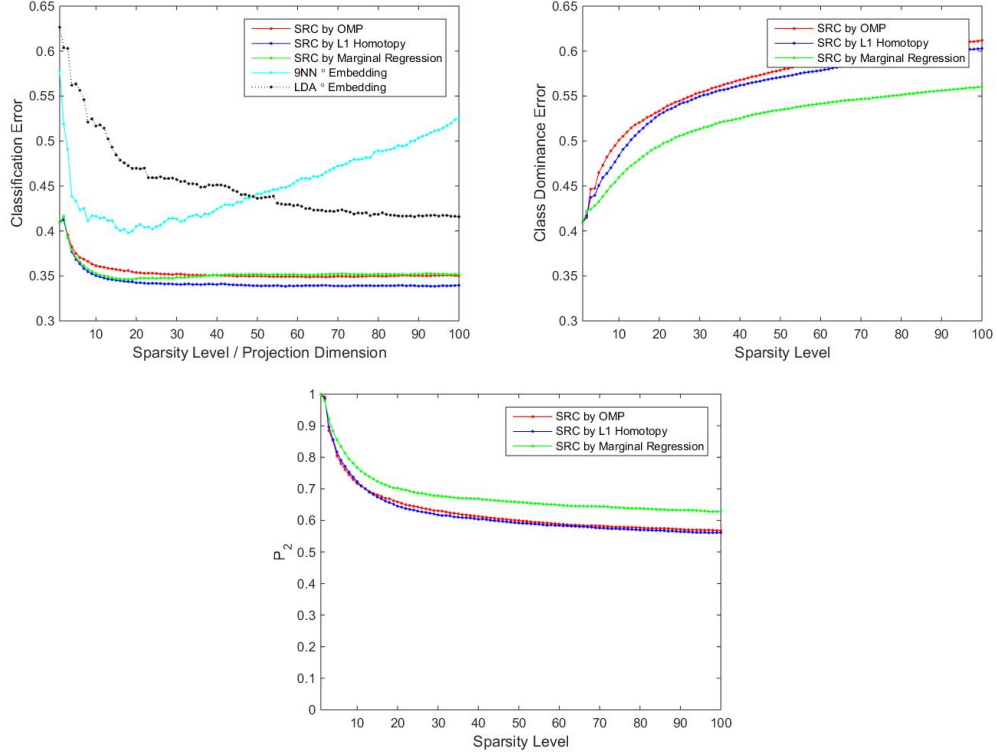 0.65
0.6
0.55
0.5
0.45
0.4
0.35
0.3
Classification Error
10 20 30 40 50 60 70 80 90 100
Sparsity Level / Projection Dimension
SRC by OMP
SRC by L1 Homotopy
SRC by Marginal Regression
9NN ° Embedding
LDA ° Embedding
0.65
0.6
0.55
0.5
0.45
0.4
0.35
0.3
Class Dominance Error
10 20 30 40 50 60 70 80 90 100
Sparsity Level
SRC by OMP
SRC by L1 Homotopy
SRC by Marginal Regression
1
0.9
0.8
0.7
0.6
0.5
0.4
0.3
0.2
0.1
0
P2
10 20 30 40 50 60 70 80 90 100
Sparsity Level
SRC by OMP
SRC by L1 Homotopy
SRC by Marginal Regression